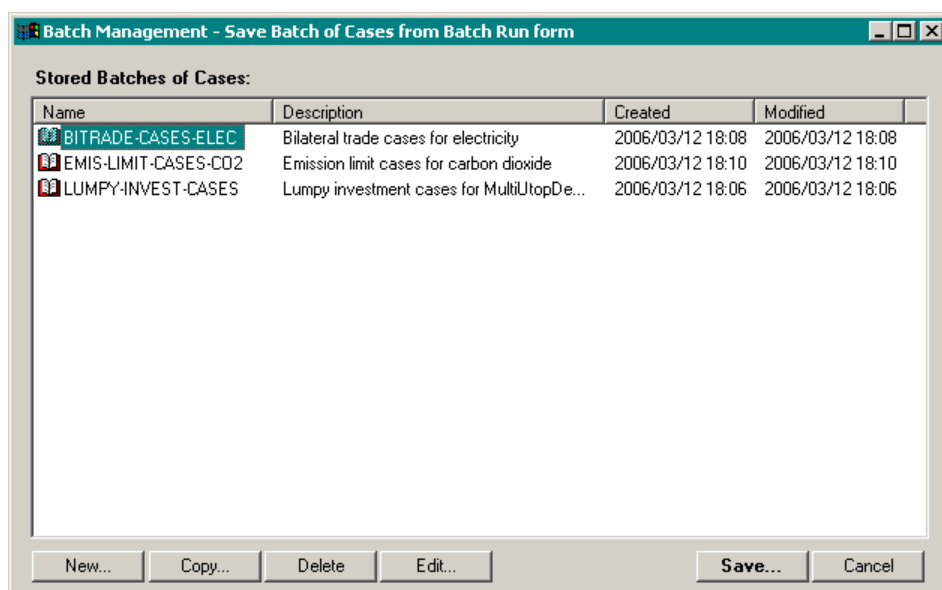 Batch Management - Save Batch of Cases from Batch Run form
Stored Batches of Cases:
Name Description Created Modified
BITRADE-CASES-ELEC Bilateral trade cases for electricity 2006/03/12 18:08 2006/03/12 18:08
EMIS-LIMIT-CASES-CO2 Emission limit cases for carbon dioxide 2006/03/12 18:10 2006/03/12 18:10
LUMPY-INVEST-CASES Lumpy investment cases for MultiUtopDe... 2006/03/12 18:06 2006/03/12 18:06
New... Copy... Delete Edit... Save... Cancel